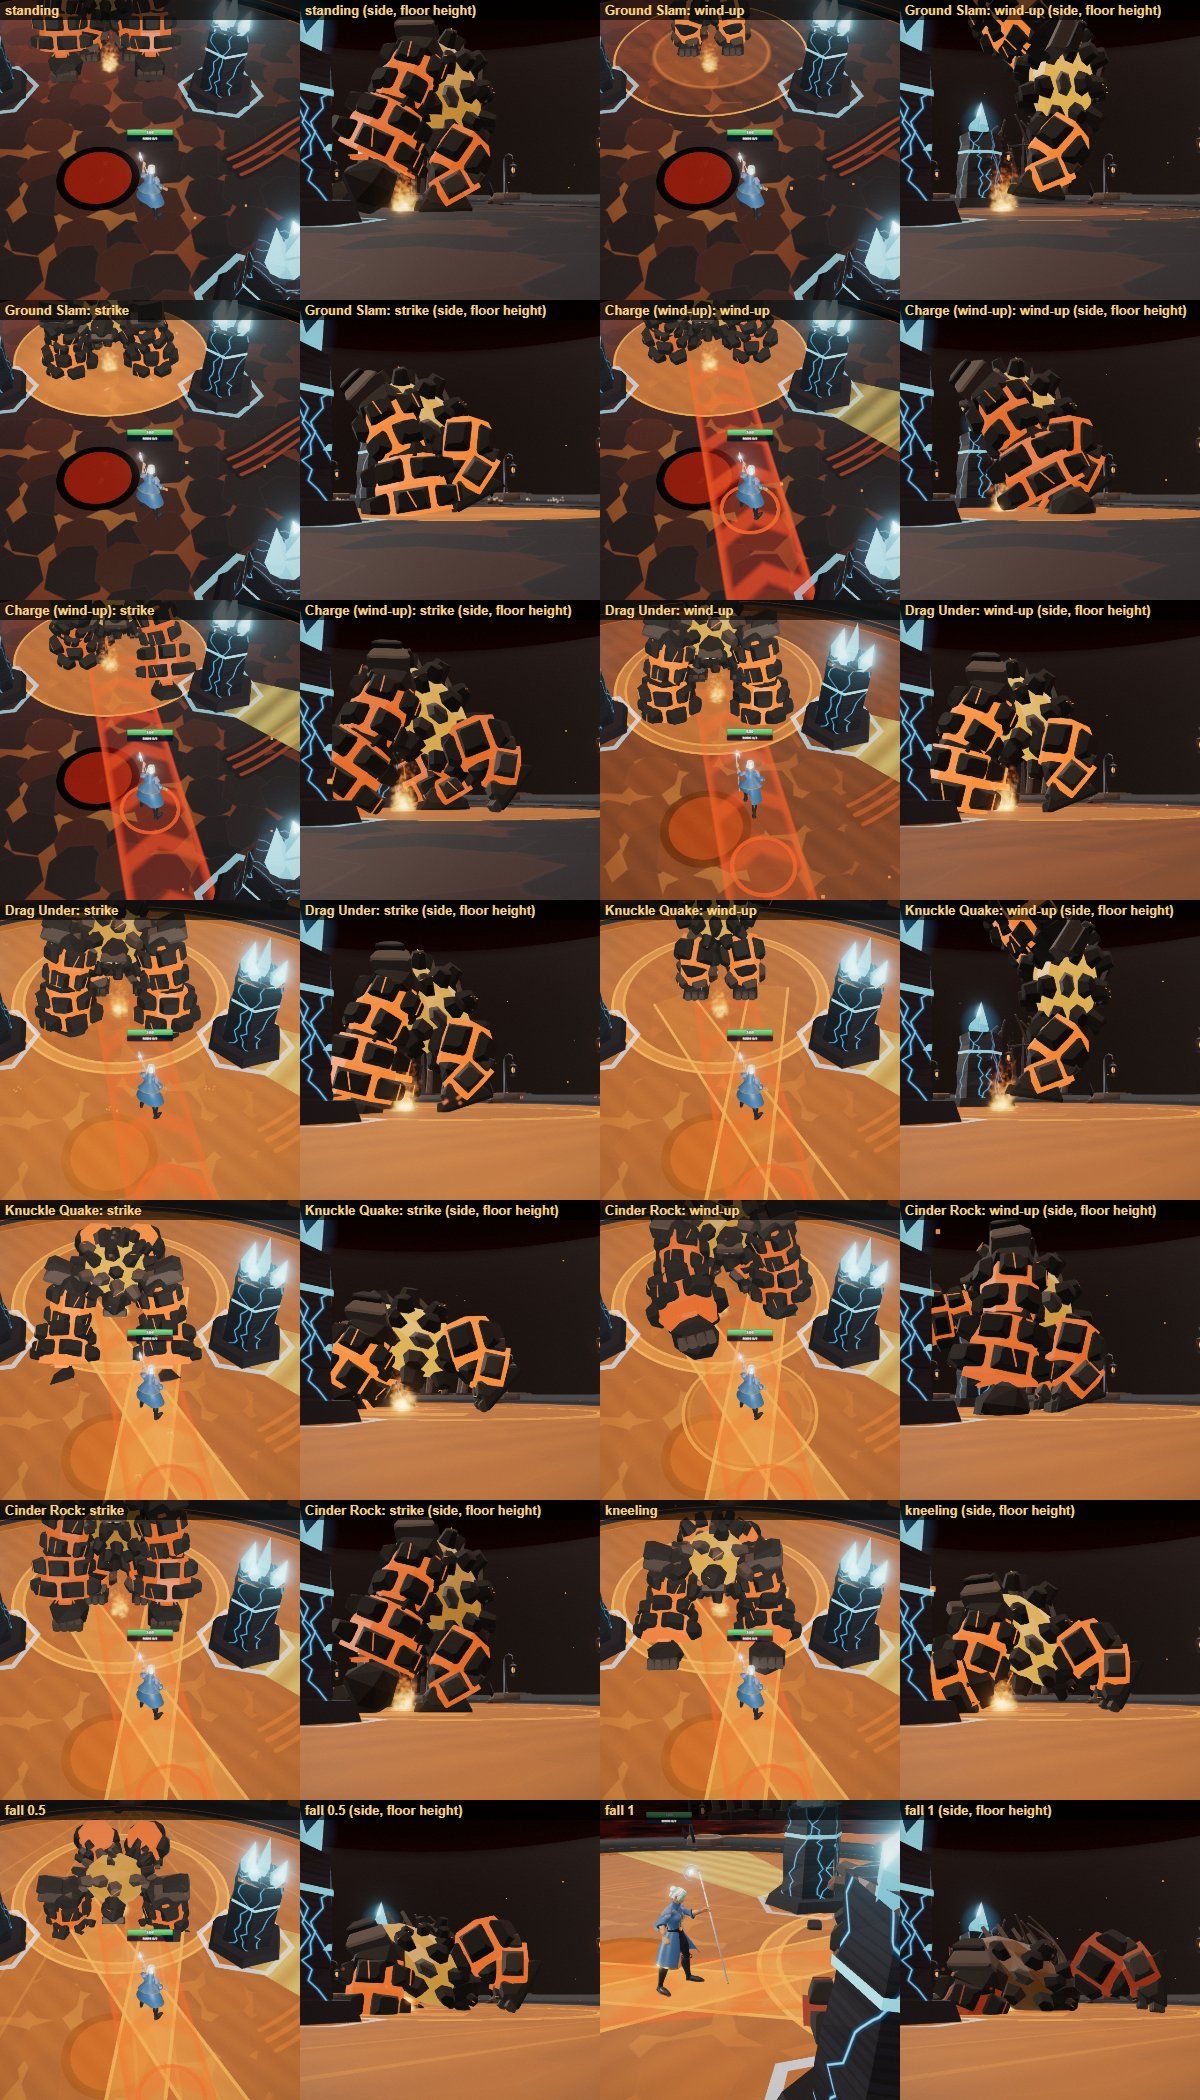 standing
standing (side, floor height)
Ground Slam: wind-up
Ground Slam: wind-up (side, floor height)
Ground Slam: strike
Ground Slam: strike (side, floor height)
Charge (wind-up): wind-up
Charge (wind-up): wind-up (side, floor height)
Charge (wind-up): strike
Charge (wind-up): strike (side, floor height)
Drag Under: wind-up
Drag Under: wind-up (side, floor height)
Drag Under: strike
Drag Under: strike (side, floor height)
Knuckle Quake: wind-up
Knuckle Quake: wind-up (side, floor height)
Knuckle Quake: strike
Knuckle Quake: strike (side, floor height)
Cinder Rock: wind-up
Cinder Rock: wind-up (side, floor height)
Cinder Rock: strike
Cinder Rock: strike (side, floor height)
kneeling
kneeling (side, floor height)
fall 0.5
fall 0.5 (side, floor height)
fall 1
fall 1 (side, floor height)